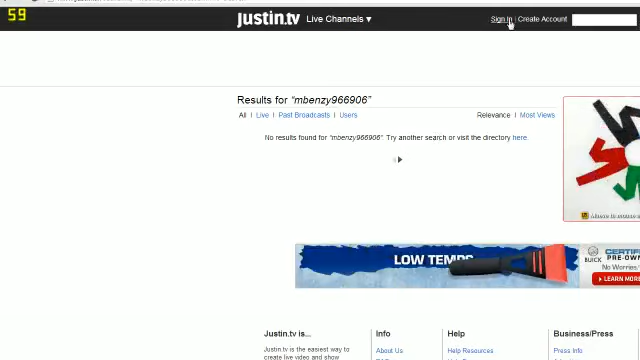 59
justin.tv Live Channels ▾ Sign In | Create Account
Results for "mbenzy966906"
All | Live | Past Broadcasts | Users Relevance | Most Views
No results found for "mbenzy966906". Try another search or visit the directory here.
LOW TEMPS
CERTIFIE
BUICK PRE-OWN
No Worries/
LEARN MORE
Justin.tv is... Info Help Business/Press
Justin.tv is the easiest way to About Us Help Resources Press Info
create live video and show